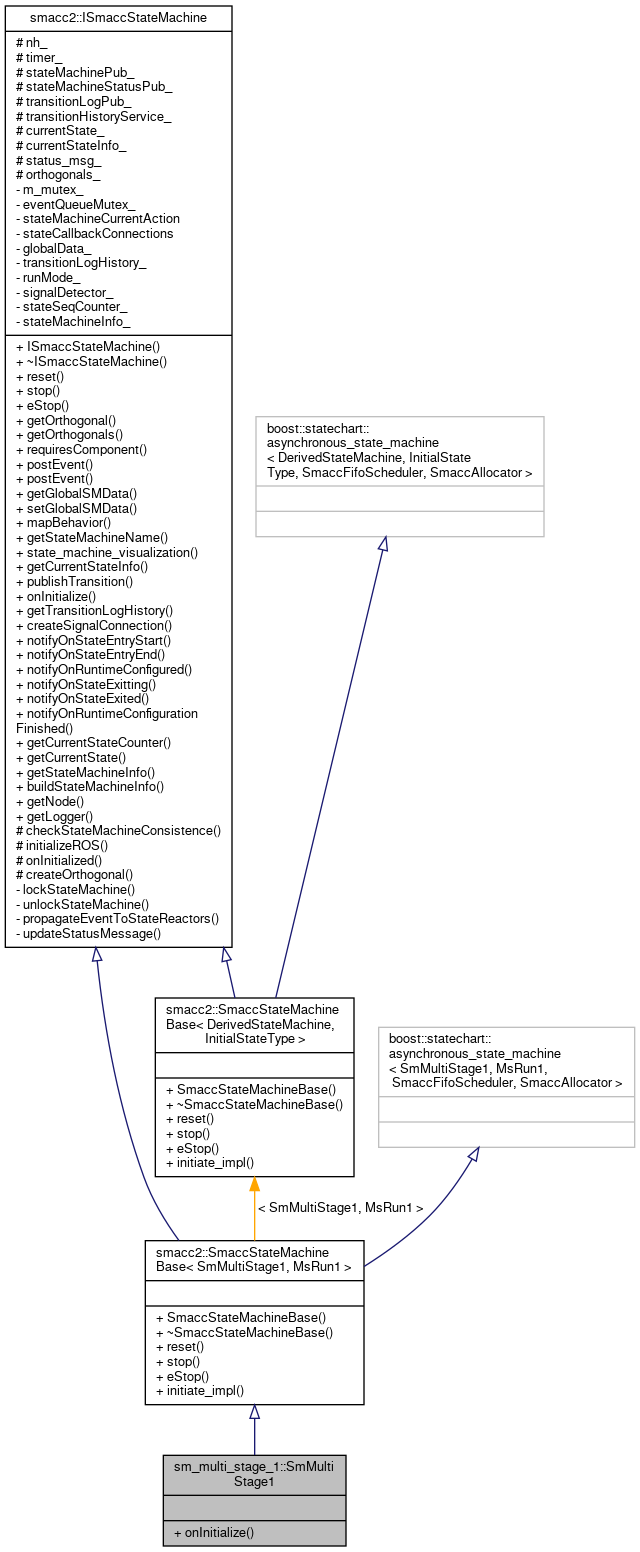 smacc2::ISmaccStateMachine
# nh_
# timer_
# stateMachinePub_
# stateMachineStatusPub_
# transitionLogPub_
# transitionHistoryService_
# currentState_
# currentStateInfo_
# status_msg_
# orthogonals_
- m_mutex_
- eventQueueMutex_
- stateMachineCurrentAction
- stateCallbackConnections
- globalData_
- transitionLogHistory_
- runMode_
- signalDetector_
- stateSeqCounter_
- stateMachineInfo_
+ ISmaccStateMachine()
+ ~ISmaccStateMachine()
+ reset()
+ stop()
+ eStop()
+ getOrthogonal()
+ getOrthogonals()
+ requiresComponent()
+ postEvent()
+ postEvent()
+ getGlobalSMData()
+ setGlobalSMData()
+ mapBehavior()
+ getStateMachineName()
+ state_machine_visualization()
+ getCurrentStateInfo()
+ publishTransition()
+ onInitialize()
+ getTransitionLogHistory()
+ createSignalConnection()
+ notifyOnStateEntryStart()
+ notifyOnStateEntryEnd()
+ notifyOnRuntimeConfigured()
+ notifyOnStateExitting()
+ notifyOnStateExited()
+ notifyOnRuntimeConfiguration
Finished()
+ getCurrentStateCounter()
+ getCurrentState()
+ getStateMachineInfo()
+ buildStateMachineInfo()
+ getNode()
+ getLogger()
# checkStateMachineConsistence()
# initializeROS()
# onInitialized()
# createOrthogonal()
- lockStateMachine()
- unlockStateMachine()
- propagateEventToStateReactors()
- updateStatusMessage()
boost::statechart::
asynchronous_state_machine
< DerivedStateMachine, InitialState
Type, SmaccFifoScheduler, SmaccAllocator >
smacc2::SmaccStateMachine
Base< DerivedStateMachine,
InitialStateType >
+ SmaccStateMachineBase()
+ ~SmaccStateMachineBase()
+ reset()
+ stop()
+ eStop()
+ initiate_impl()
boost::statechart::
asynchronous_state_machine
< SmMultiStage1, MsRun1,
SmaccFifoScheduler, SmaccAllocator >
< SmMultiStage1, MsRun1 >
smacc2::SmaccStateMachine
Base< SmMultiStage1, MsRun1 >
+ SmaccStateMachineBase()
+ ~SmaccStateMachineBase()
+ reset()
+ stop()
+ eStop()
+ initiate_impl()
sm_multi_stage_1::SmMulti
Stage1
+ onInitialize()